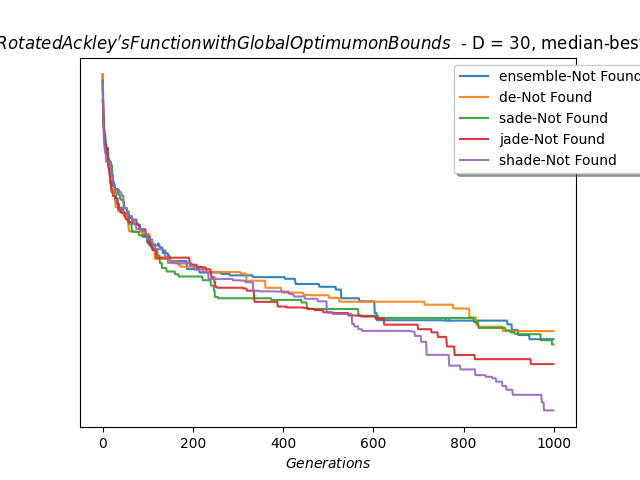 RotatedAckley'sFunctionwithGlobalOptimumonBounds - D = 30, median-bes
ensemble-Not Found
de-Not Found
sade-Not Found
jade-Not Found
shade-Not Found
0 200 400 600 800 1000
Generations